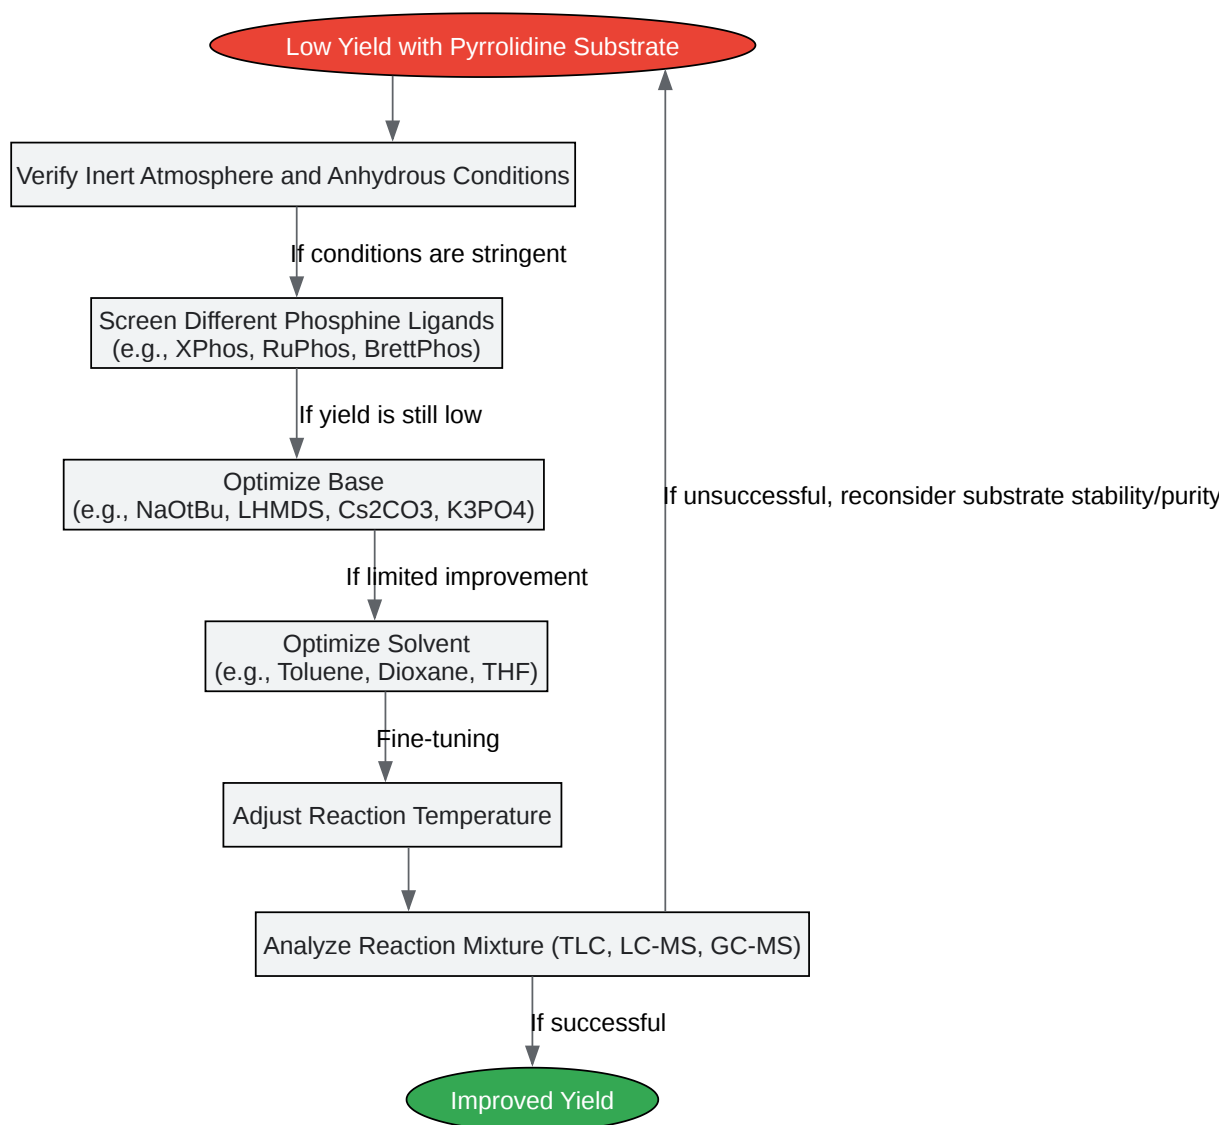 Low Yield with Pyrrolidine Substrate
Verify Inert Atmosphere and Anhydrous Conditions
If conditions are stringent
Screen Different Phosphine Ligands
(e.g., XPhos, RuPhos, BrettPhos)
If yield is still low
Optimize Base
(e.g., NaOtBu, LHMDS, Cs2CO3, K3PO4)
If unsuccessful, reconsider substrate stability/purity
If limited improvement
Optimize Solvent
(e.g., Toluene, Dioxane, THF)
Fine-tuning
Adjust Reaction Temperature
Analyze Reaction Mixture (TLC, LC-MS, GC-MS)
If successful
Improved Yield